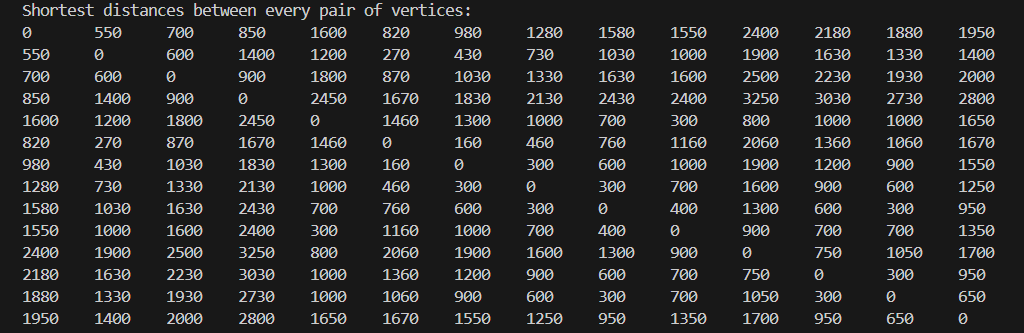 Shortest distances between every pair of vertices:
0 550 700 850 1600 820 980 1280 1580 1550 2400 2180 1880 1950
550 0 600 1400 1200 270 430 730 1030 1000 1900 1630 1330 1400
700 600 0 900 1800 870 1030 1330 1630 1600 2500 2230 1930 2000
850 1400 900 0 2450 1670 1830 2130 2430 2400 3250 3030 2730 2800
1600 1200 1800 2450 0 1460 1300 1000 700 300 800 1000 1000 1650
820 270 870 1670 1460 0 160 460 760 1160 2060 1360 1060 1670
980 430 1030 1830 1300 160 0 300 600 1000 1900 1200 900 1550
1280 730 1330 2130 1000 460 300 0 300 700 1600 900 600 1250
1580 1030 1630 2430 700 760 600 300 0 400 1300 600 300 950
1550 1000 1600 2400 300 1160 1000 700 400 0 900 700 700 1350
2400 1900 2500 3250 800 2060 1900 1600 1300 900 0 750 1050 1700
2180 1630 2230 3030 1000 1360 1200 900 600 700 750 0 300 950
1880 1330 1930 2730 1000 1060 900 600 300 700 1050 300 0 650
1950 1400 2000 2800 1650 1670 1550 1250 950 1350 1700 950 650 0